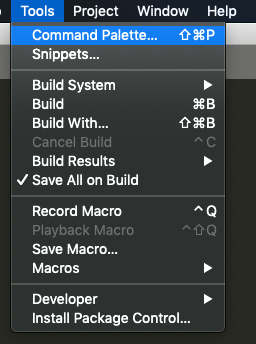 Tools Project Window Help
Command Palette... ⇧⌘P
Snippets...
Build System ▶
Build ⌘B
Build With... ⇧⌘B
Cancel Build ^C
Build Results ▶
✓ Save All on Build
Record Macro ^Q
Playback Macro ^⇧Q
Save Macro...
Macros ▶
Developer ▶
Install Package Control...